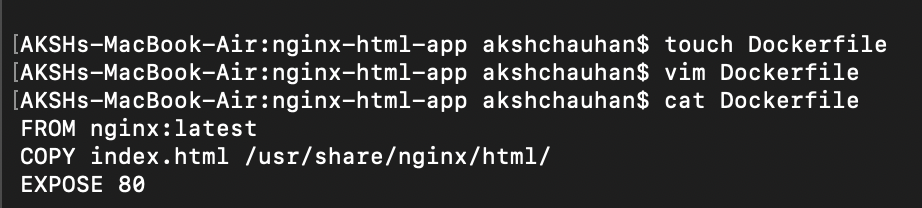 [AKSHs-MacBook-Air:nginx-html-app akshchauhan$ touch Dockerfile
[AKSHs-MacBook-Air:nginx-html-app akshchauhan$ vim Dockerfile
[AKSHs-MacBook-Air:nginx-html-app akshchauhan$ cat Dockerfile
FROM nginx:latest
COPY index.html /usr/share/nginx/html/
EXPOSE 80